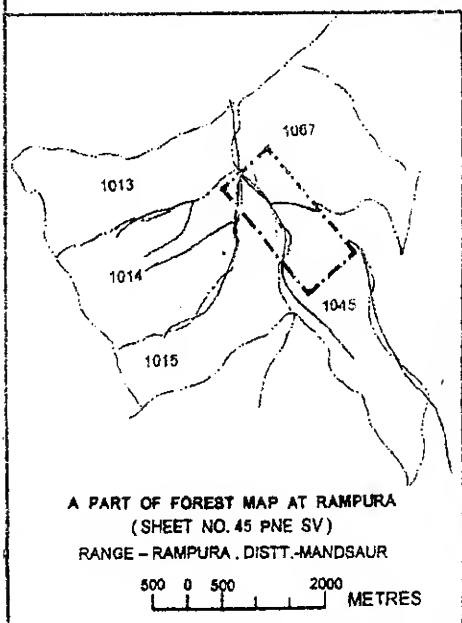 1067
1013
1014
1045
1015
A PART OF FOREST MAP AT RAMPURA
(SHEET NO. 45 PNE SV)
RANGE - RAMPURA, DISTT.-MANDSAUR
500 0 500 2000 METRES